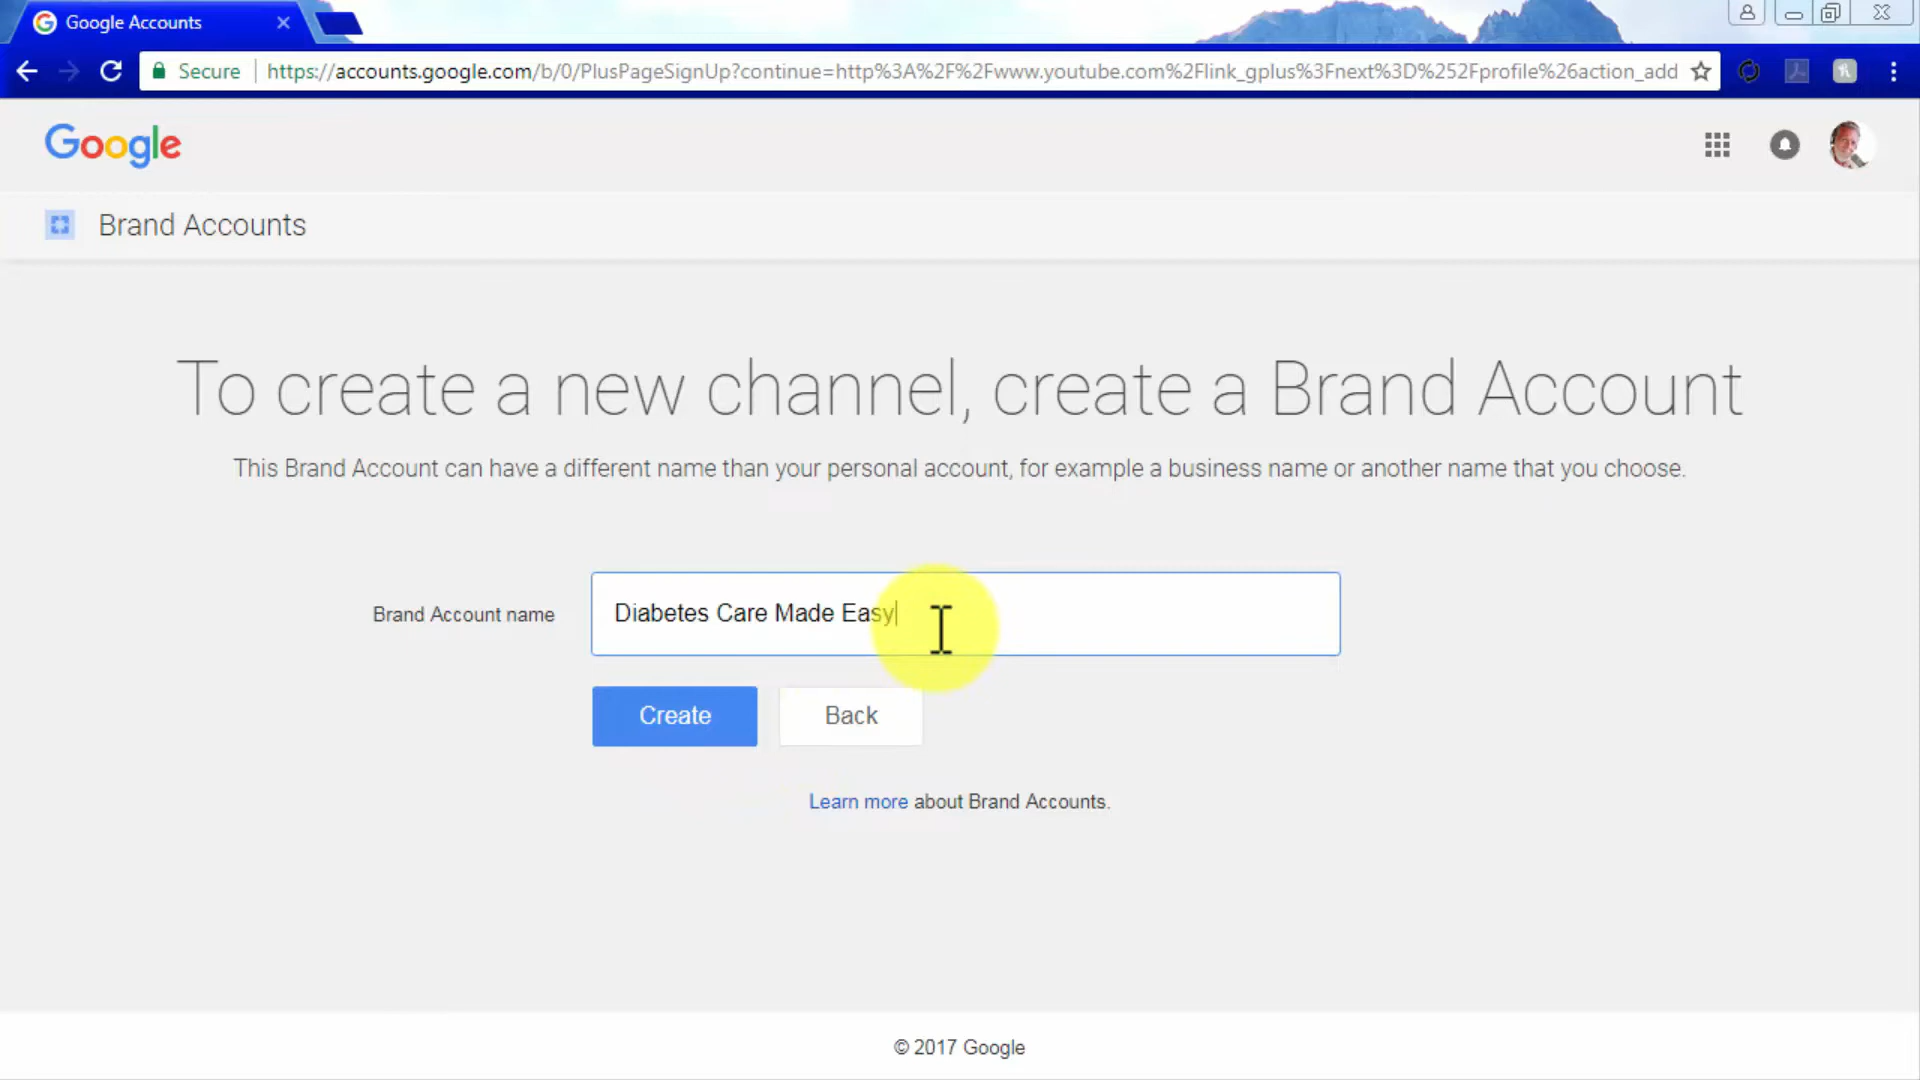 Google Accounts
Secure https://accounts.google.com/b/0/PlusPageSignUp?continue=http%3A%2F%2Fwww.youtube.com%2Flink_gplus%3Fnext%3D%252Fprofile%26action_add
Google
Brand Accounts
To create a new channel, create a Brand Account
This Brand Account can have a different name than your personal account, for example a business name or another name that you choose.
Brand Account name Diabetes Care Made Easy
Create Back
Learn more about Brand Accounts.
© 2017 Google